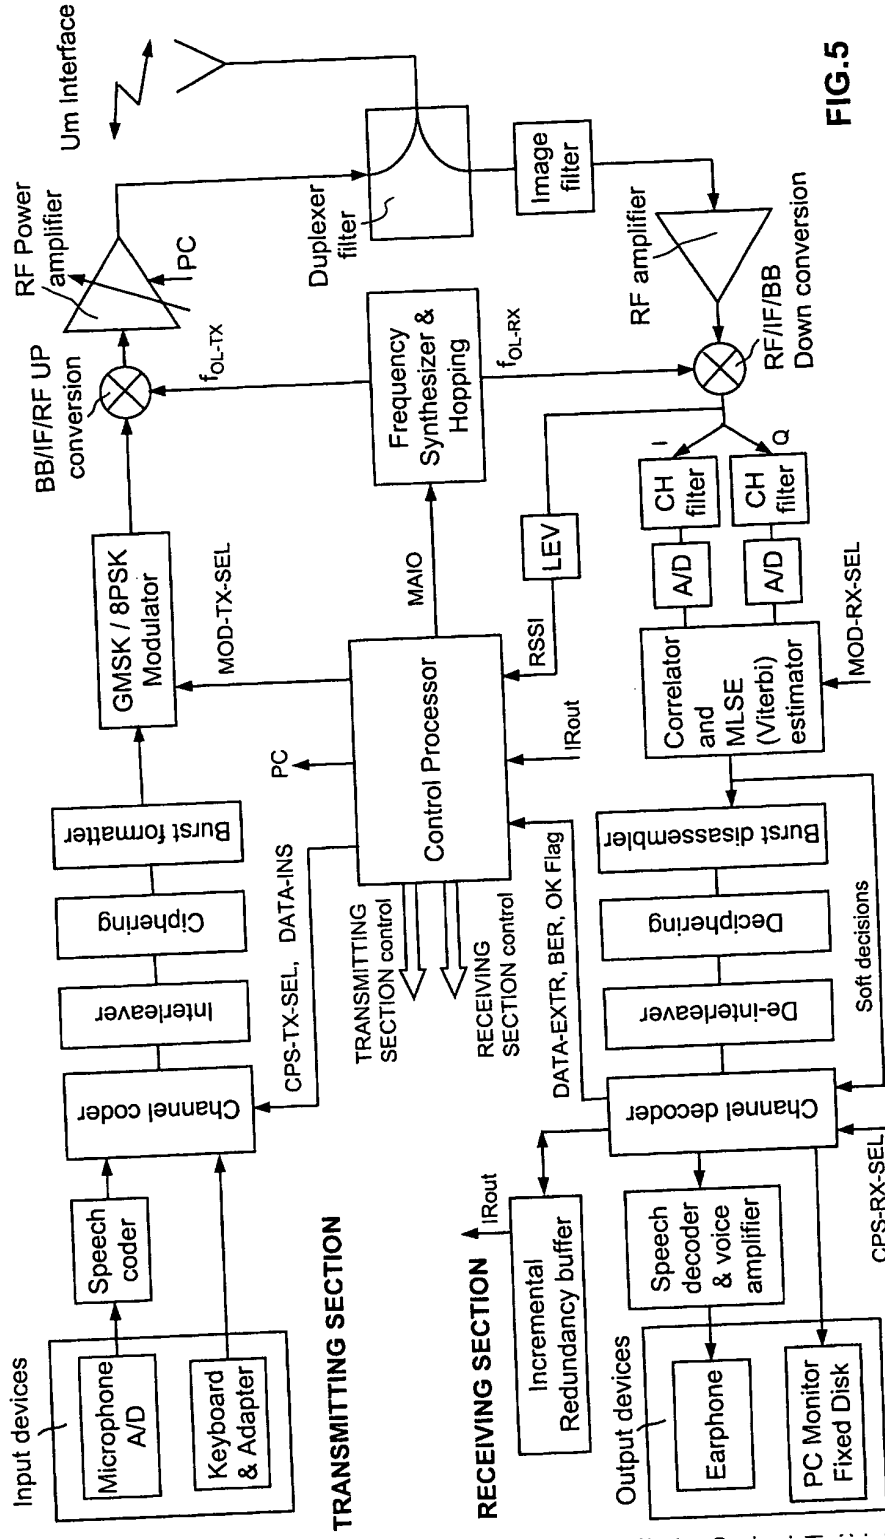 Input devices
Microphone
A/D
Keyboard
& Adapter
Speech
coder
Channel coder
Interleaver
Ciphering
Burst formatter
GMSK / 8PSK
Modulator
BB/IF/RF UP
conversion
RF Power
amplifier
PC
Um Interface
TRANSMITTING SECTION
CPS-TX-SEL, DATA-INS
PC
MOD-TX-SEL
fOL-TX
Duplexer
filter
TRANSMITTING
SECTION control
RECEIVING
SECTION control
Control Processor
MAIO
Frequency
Synthesizer &
Hopping
Image
filter
DATA-EXTR, BER, OK Flag
IRout
RSSI
LEV
fOL-RX
RF amplifier
RF/IF/BB
Down conversion
RECEIVING SECTION
IRout
Incremental
Redundancy buffer
Output devices
Earphone
PC Monitor
Fixed Disk
Speech
decoder
& voice
amplifier
Channel decoder
De-interleaver
Deciphering
Burst disassembler
Correlator
and
MLSE
(Viterbi)
estimator
A/D
A/D
CH
filter
CH
filter
I
Q
CPS-RX-SEL
Soft decisions
MOD-RX-SEL
FIG.5